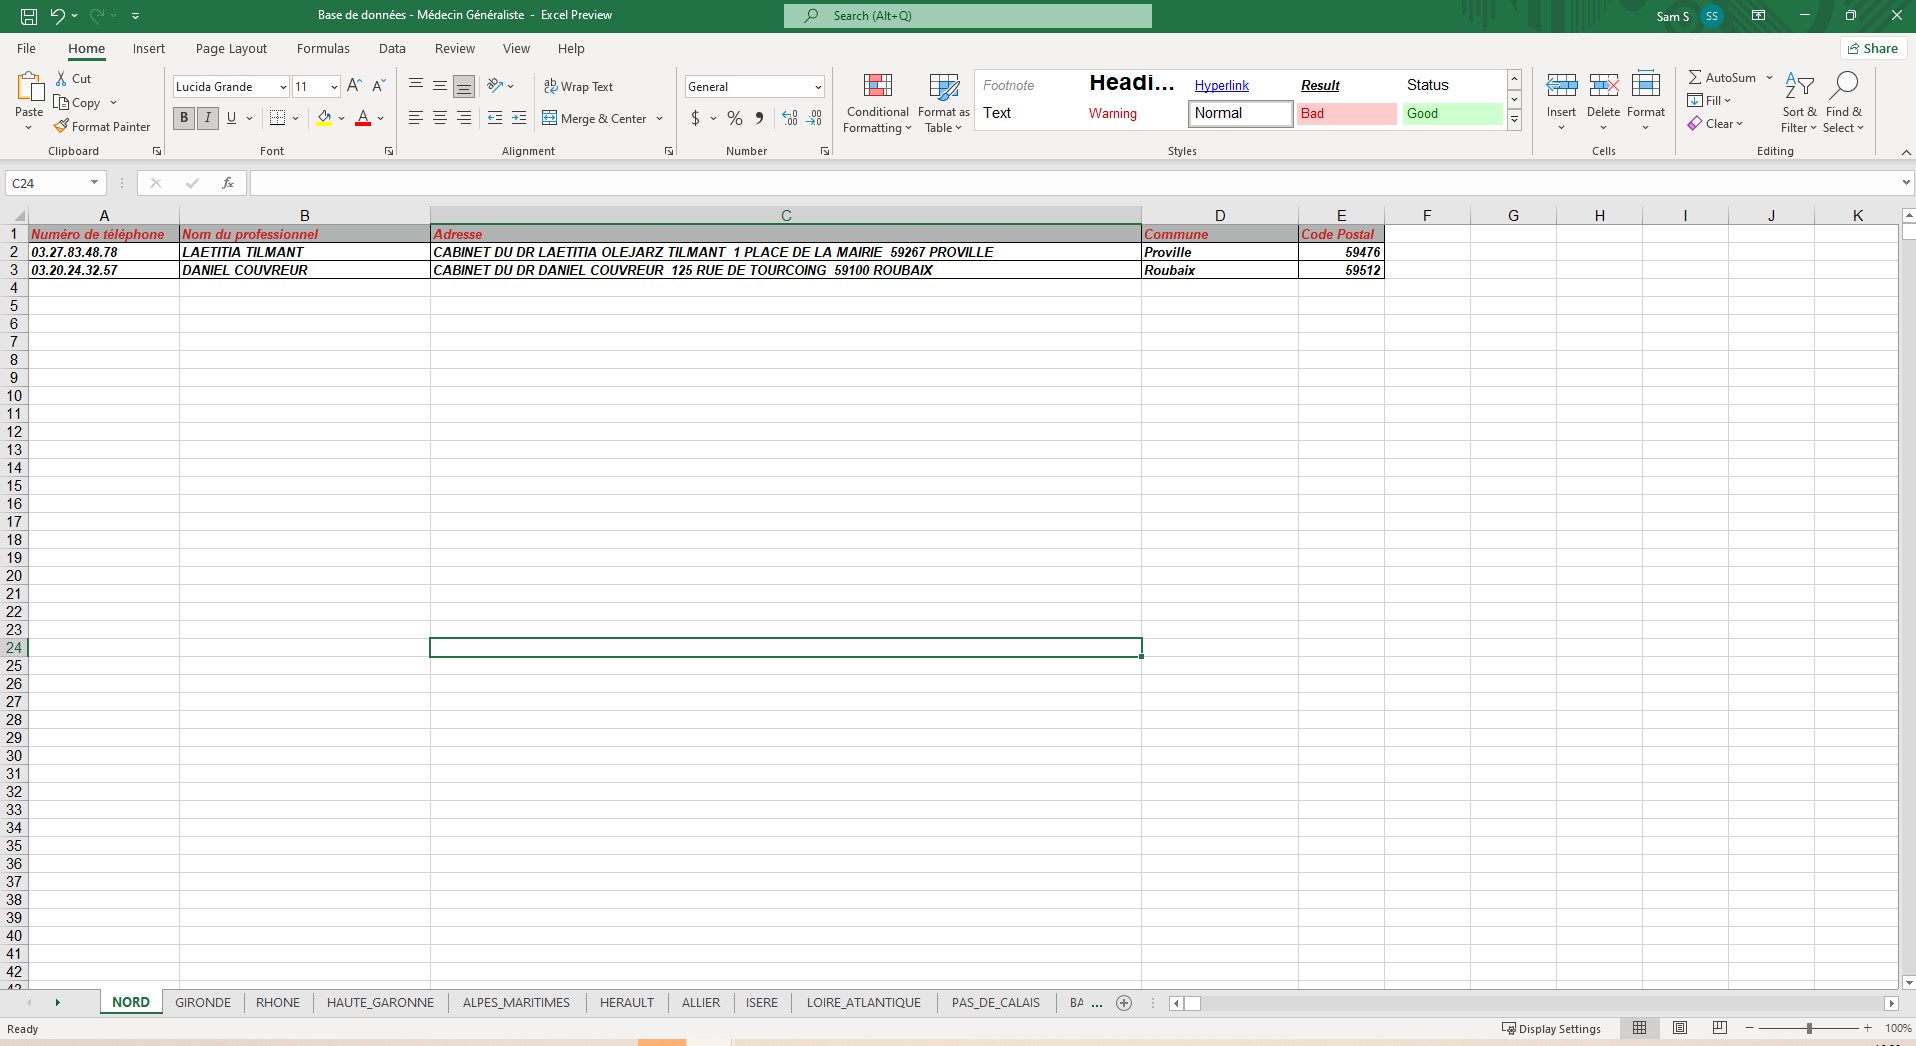 Base de données - Médecin Généraliste - Excel Preview
Search (Alt+Q)
Sam S
SS
File Home Insert Page Layout Formulas Data Review View Help
Share
Paste
Cut
Copy
Format Painter
Clipboard
Lucida Grande 11
B I U
Font
Wrap Text
Merge & Center
Alignment
General
$ % 
Number
Conditional Formatting
Format as Table
Footnote Headi... Hyperlink Result Status
Text Warning Normal Bad Good
Styles
Insert Delete Format
Cells
AutoSum
Fill
Clear
Sort & Filter
Find & Select
Editing
C24
fx
A B C D E F G H I J K
1 Numéro de téléphone Nom du professionnel Adresse Commune Code Postal
2 03.27.83.48.78 LAETITIA TILMANT CABINET DU DR LAETITIA OLEJARZ TILMANT 1 PLACE DE LA MAIRIE 59267 PROVILLE Proville 59476
3 03.20.24.32.57 DANIEL COUVREUR CABINET DU DR DANIEL COUVREUR 125 RUE DE TOURCOING 59100 ROUBAIX Roubaix 59512
4
5
6
7
8
9
10
11
12
13
14
15
16
17
18
19
20
21
22
23
24
25
26
27
28
29
30
31
32
33
34
35
36
37
38
39
40
41
42
NORD GIRONDE RHONE HAUTE_GARONNE ALPES_MARITIMES HERAULT ALLIER ISERE LOIRE_ATLANTIQUE PAS_DE_CALAIS BA ...
Ready
Display Settings
100%